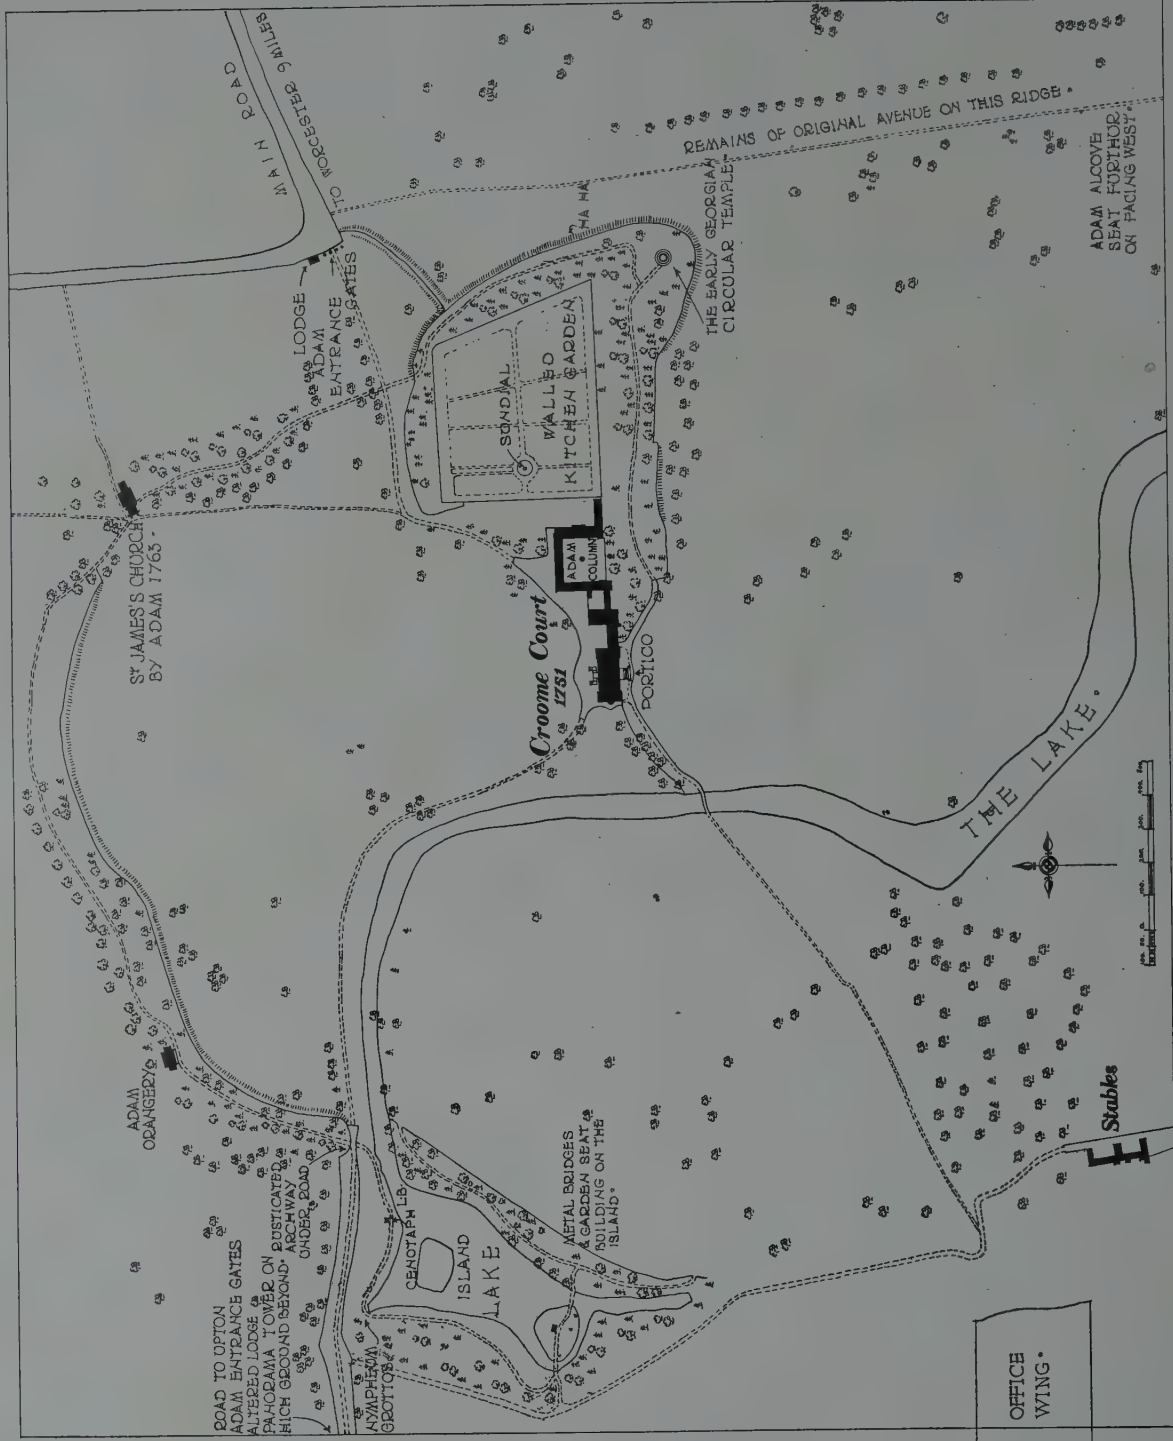 MAIN ROAD
TO WORCESTER 9 MILES
REMAINS OF ORIGINAL AVENUE ON THIS RIDGE.
LODGE
ADAM
ENTRANCE GATES
HA HA
THE EARLY GEORGIAN
CIRCULAR TEMPLE
ADAM ALCOVE
SEAT FURTHUR
ON FACING WEST.
SUNDIAL
WALLED
KITCHEN GARDEN
ST JAMES'S CHURCH
BY ADAM 1763
ADAM
COLUMN
Croome Court
1751
PORTICO
THE LAKE.
ADAM
ORANGERY
ROAD TO UPTON
ADAM ENTRANCE GATES
ALTERED LODGE &
PANORAMA TOWER ON
HIGH GROUND BEYOND.
RUSTICATED
ARCHWAY
UNDER ROAD
NYMPHEUM
GROTTOS
CENOTAPH L.B.
ISLAND
LAKE
METAL BRIDGES
& GARDEN SEAT &
BUILDING ON THE
ISLAND.
Stables
OFFICE
WING.